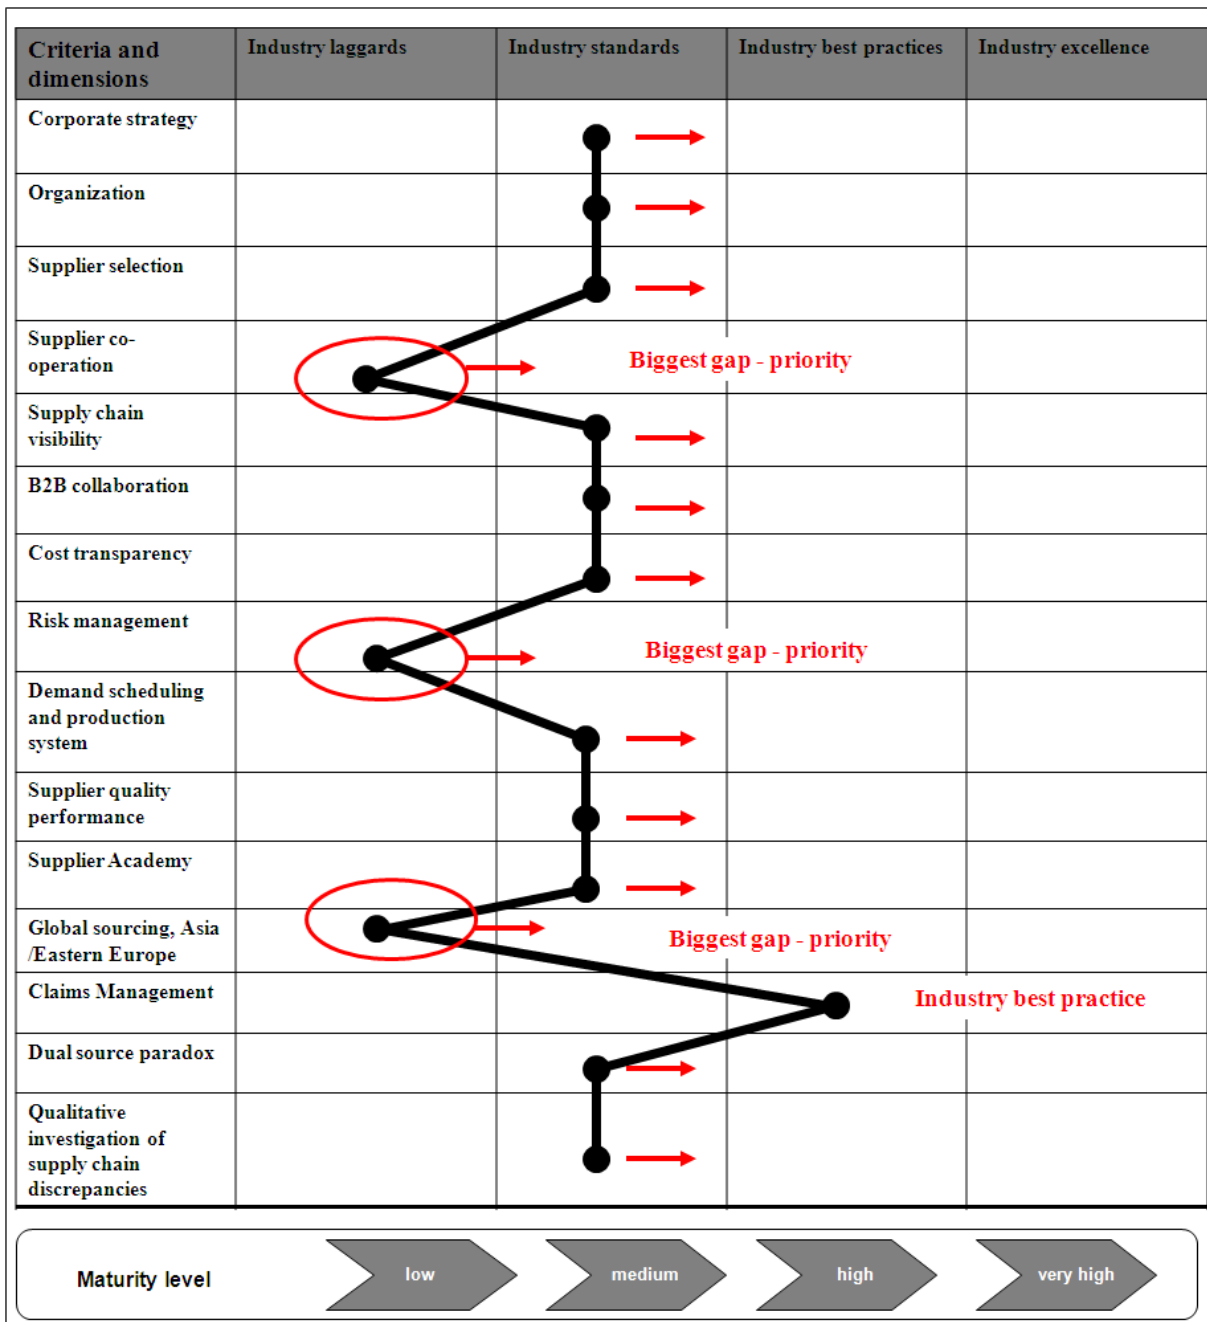 Criteria and
dimensions
Industry laggards
Industry standards
Industry best practices
Industry excellence
Corporate strategy
Organization
Supplier selection
Supplier co-
operation
Biggest gap - priority
Supply chain
visibility
B2B collaboration
Cost transparency
Risk management
Biggest gap - priority
Demand scheduling
and production
system
Supplier quality
performance
Supplier Academy
Global sourcing, Asia
/Eastern Europe
Biggest gap - priority
Claims Management
Industry best practice
Dual source paradox
Qualitative
investigation of
supply chain
discrepancies
Maturity level
low
medium
high
very high